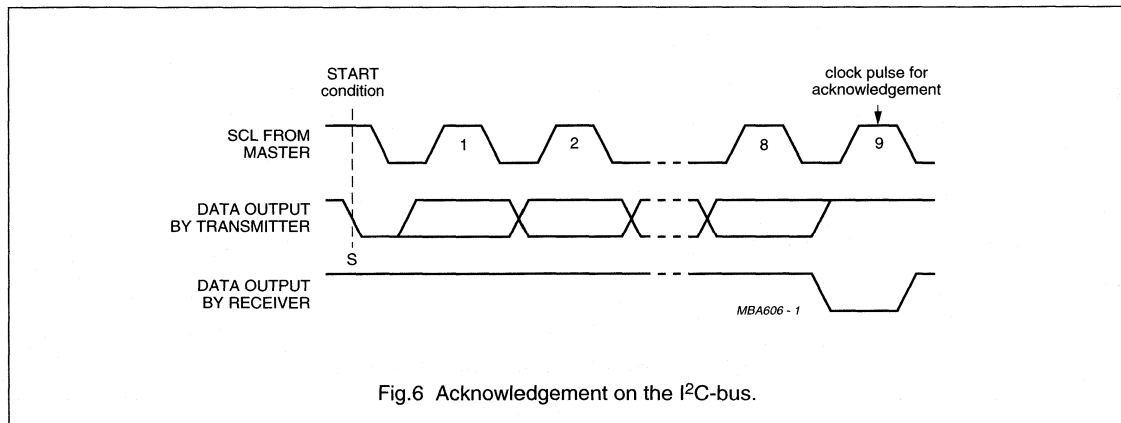 START
condition
clock pulse for
acknowledgement
SCL FROM
MASTER
1
2
8
9
DATA OUTPUT
BY TRANSMITTER
S
DATA OUTPUT
BY RECEIVER
MBA606 - 1
Fig.6 Acknowledgement on the I²C-bus.